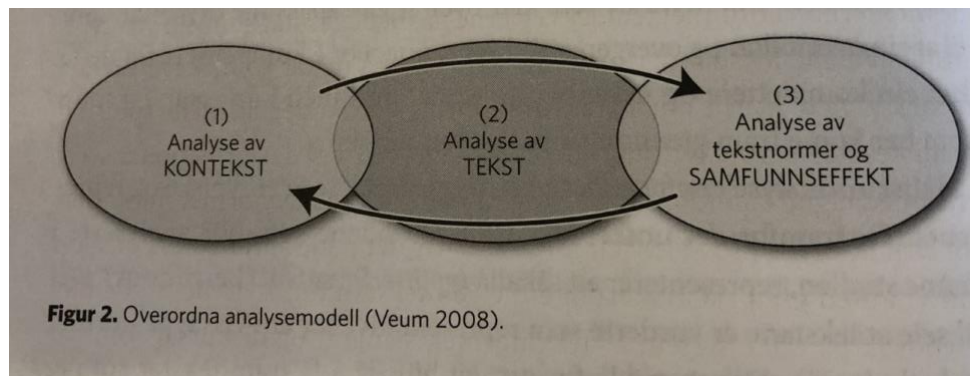 (1)
Analyse av
KONTEKST
(2)
Analyse av
TEKST
(3)
Analyse av
tekstnormer og
SAMFUNNSEFFEKT
Figur 2. Overordna analysemodell (Veum 2008).